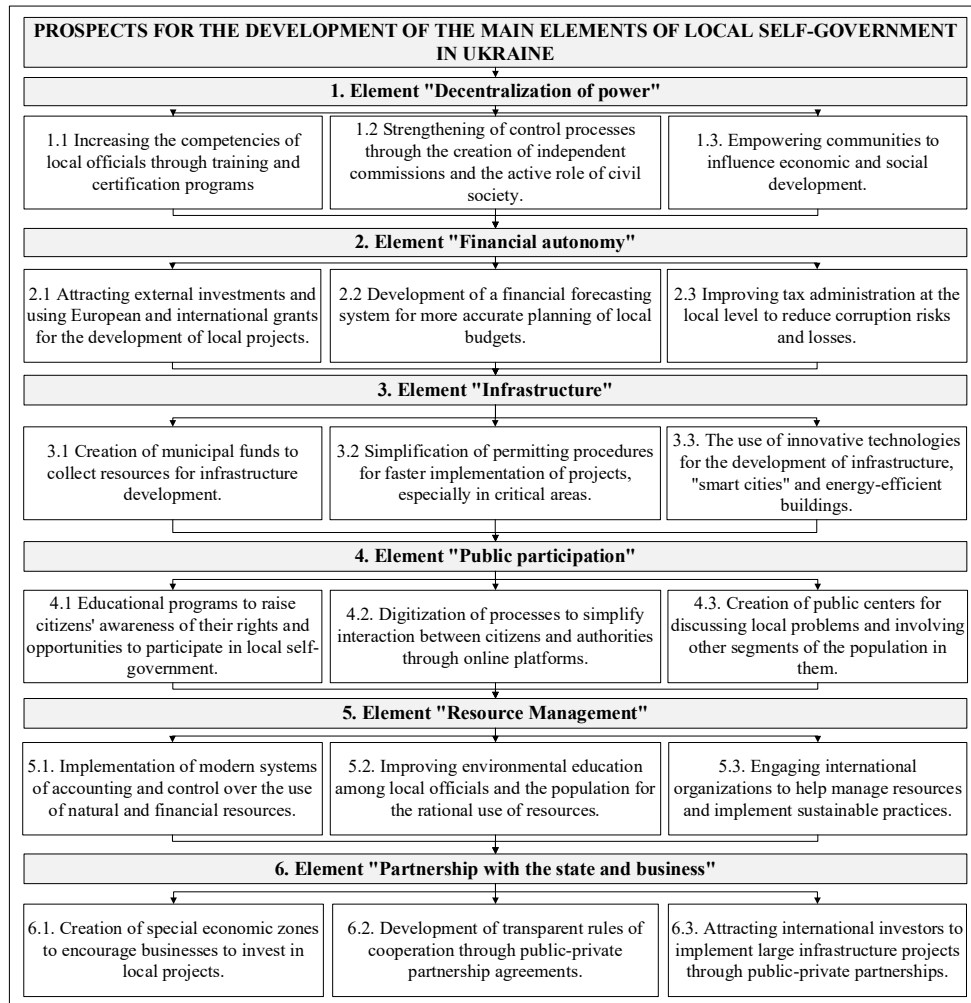 PROSPECTS FOR THE DEVELOPMENT OF THE MAIN ELEMENTS OF LOCAL SELF-GOVERNMENT
IN UKRAINE
1. Element "Decentralization of power"
1.1 Increasing the competencies of
local officials through training and
certification programs
1.2 Strengthening of control processes
through the creation of independent
commissions and the active role of civil
society.
1.3. Empowering communities to
influence economic and social
development.
2. Element "Financial autonomy"
2.1 Attracting external investments and
using European and international grants
for the development of local projects.
2.2 Development of a financial forecasting
system for more accurate planning of local
budgets.
2.3 Improving tax administration at the
local level to reduce corruption risks
and losses.
3. Element "Infrastructure"
3.1 Creation of municipal funds to
collect resources for infrastructure
development.
3.2 Simplification of permitting procedures
for faster implementation of projects,
especially in critical areas.
3.3. The use of innovative technologies
for the development of infrastructure,
"smart cities" and energy-efficient
buildings.
4. Element "Public participation"
4.1 Educational programs to raise
citizens' awareness of their rights and
opportunities to participate in local self-
government.
4.2. Digitization of processes to simplify
interaction between citizens and authorities
through online platforms.
4.3. Creation of public centers for
discussing local problems and involving
other segments of the population in
them.
5. Element "Resource Management"
5.1. Implementation of modern systems
of accounting and control over the use
of natural and financial resources.
5.2. Improving environmental education
among local officials and the population for
the rational use of resources.
5.3. Engaging international
organizations to help manage resources
and implement sustainable practices.
6. Element "Partnership with the state and business"
6.1. Creation of special economic zones
to encourage businesses to invest in
local projects.
6.2. Development of transparent rules of
cooperation through public-private
partnership agreements.
6.3. Attracting international investors to
implement large infrastructure projects
through public-private partnerships.